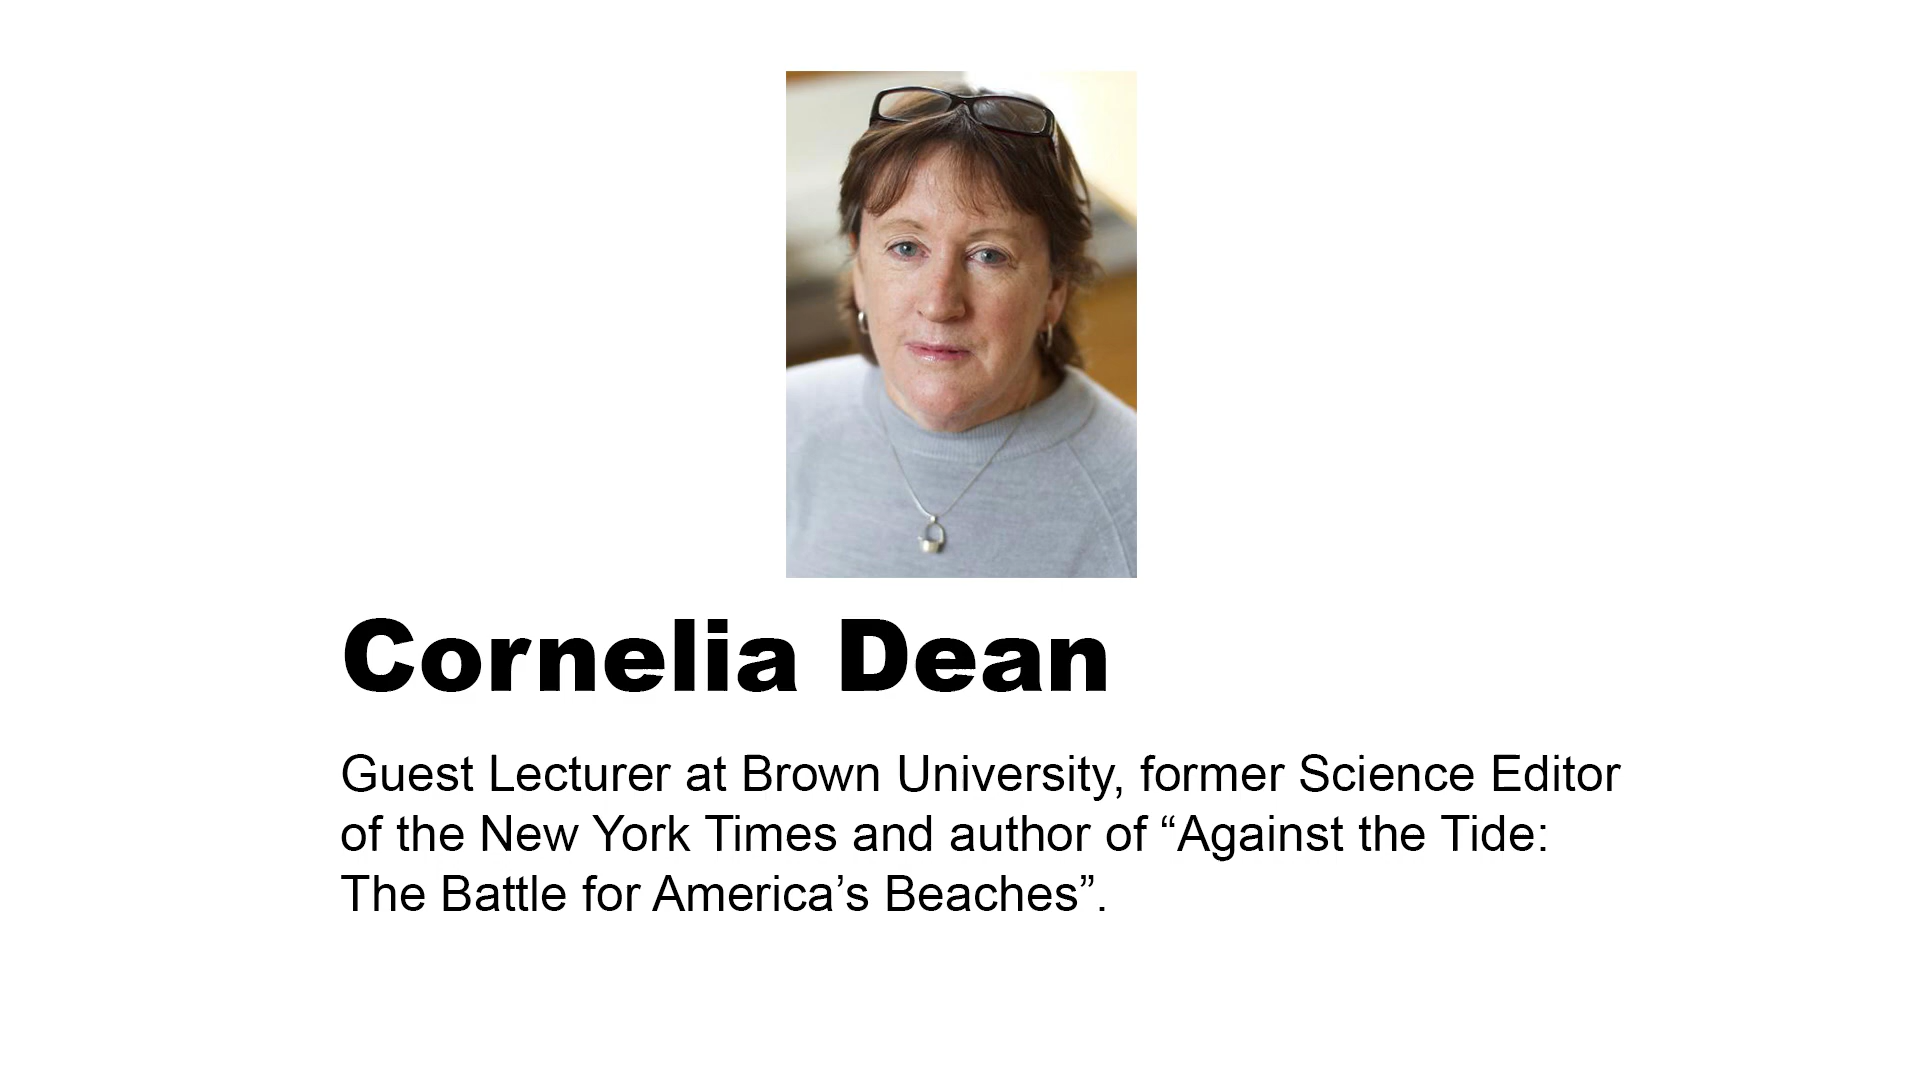 Cornelia Dean
Guest Lecturer at Brown University, former Science Editor
of the New York Times and author of “Against the Tide:
The Battle for America’s Beaches”.